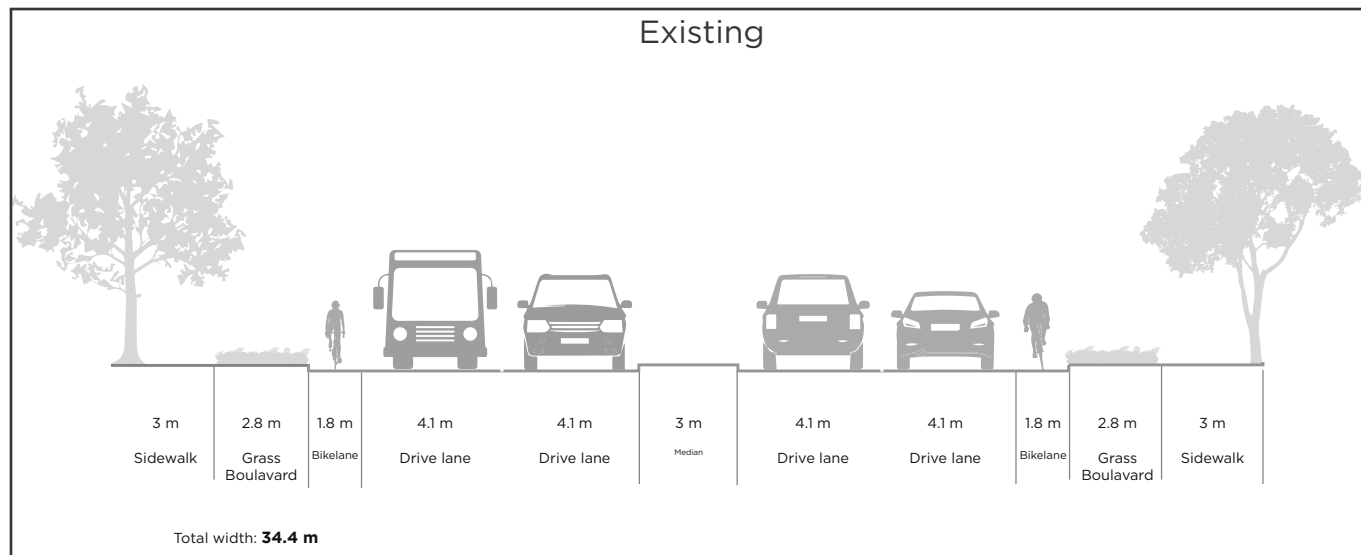 Existing
3 m
2.8 m
1.8 m
4.1 m
4.1 m
3 m
4.1 m
4.1 m
1.8 m
2.8 m
3 m
Sidewalk
Grass
Boulavard
Bikelane
Drive lane
Drive lane
Median
Drive lane
Drive lane
Bikelane
Grass
Boulavard
Sidewalk
Total width: 34.4 m